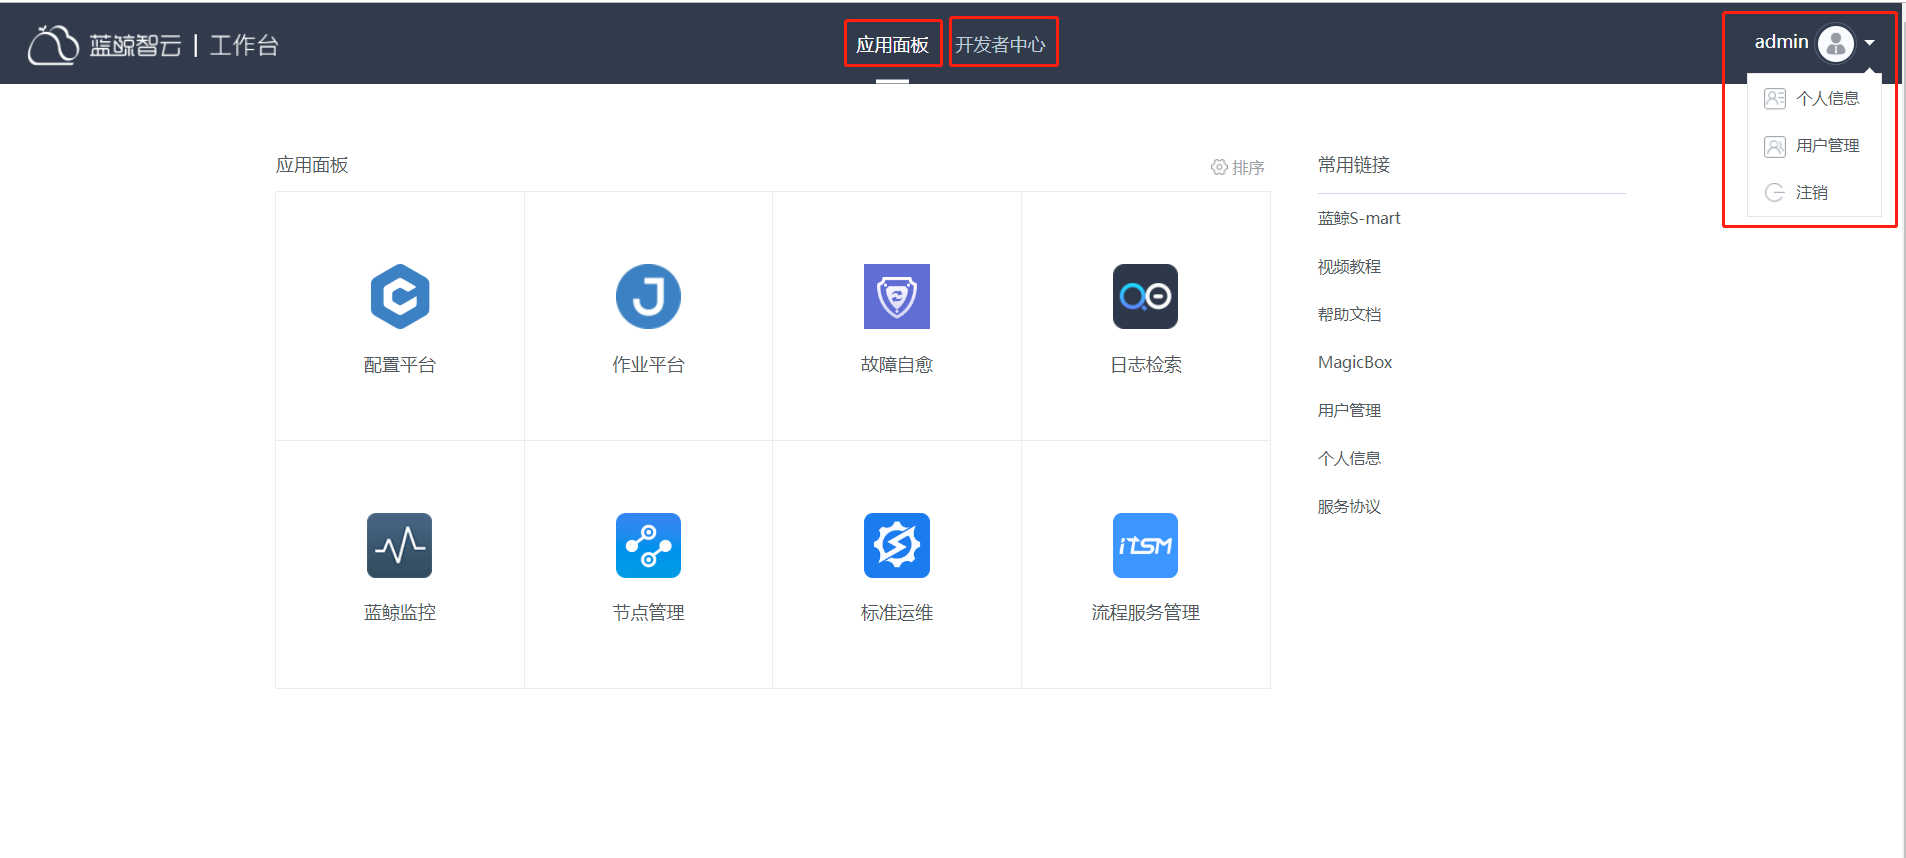 蓝鲸智云 | 工作台
应用面板
开发者中心
admin
个人信息
用户管理
注销
应用面板
排序
配置平台
作业平台
故障自愈
日志检索
蓝鲸监控
节点管理
标准运维
iTSM
流程服务管理
常用链接
蓝鲸S-mart
视频教程
帮助文档
MagicBox
用户管理
个人信息
服务协议